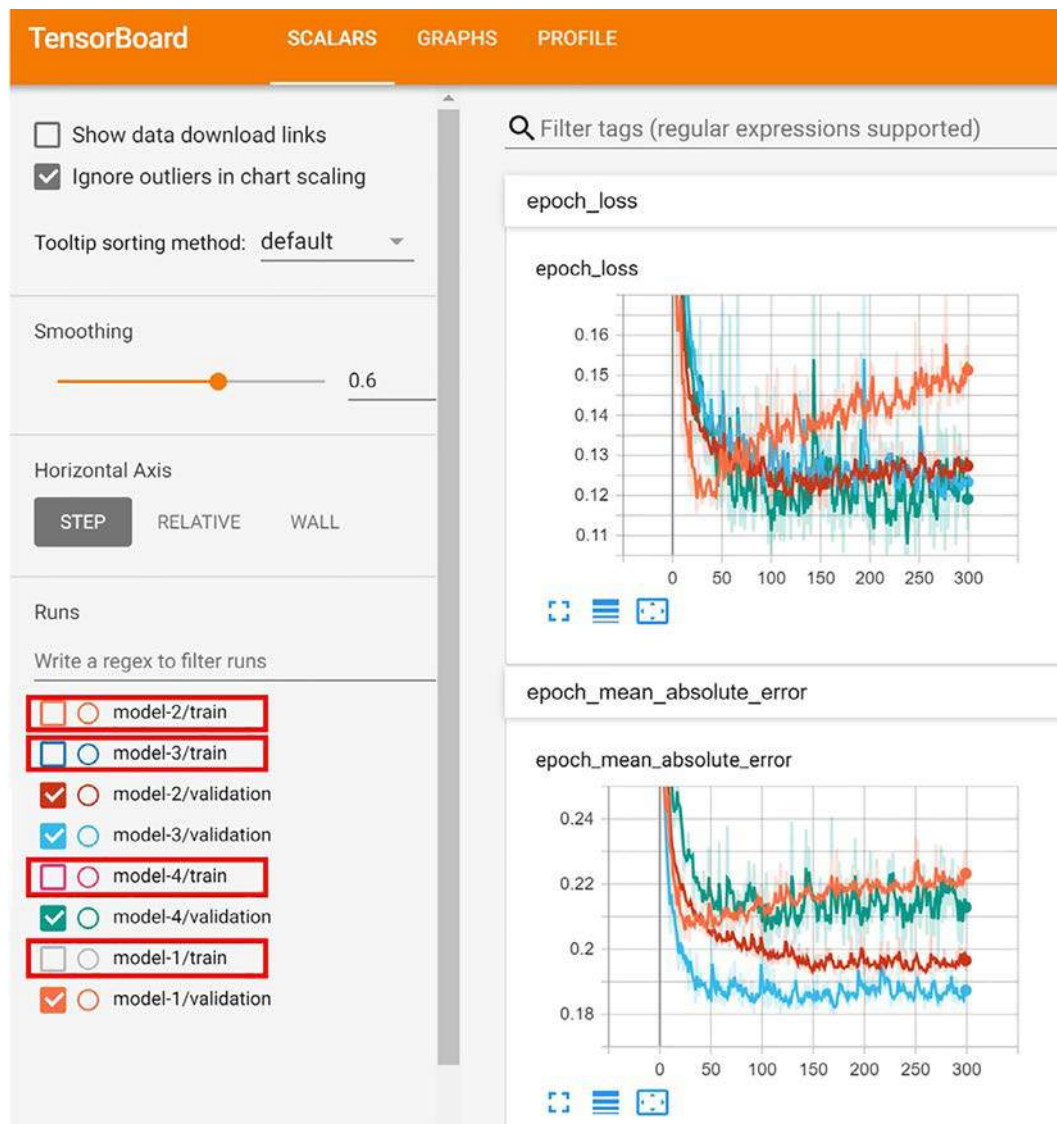 TensorBoard SCALARS GRAPHS PROFILE
Show data download links
Ignore outliers in chart scaling
Tooltip sorting method: default
Smoothing
0.6
Horizontal Axis
STEP RELATIVE WALL
Runs
Write a regex to filter runs
model-2/train
model-3/train
model-2/validation
model-3/validation
model-4/train
model-4/validation
model-1/train
model-1/validation
Filter tags (regular expressions supported)
epoch_loss
epoch_loss
0.16
0.15
0.14
0.13
0.12
0.11
0 50 100 150 200 250 300
epoch_mean_absolute_error
epoch_mean_absolute_error
0.24
0.22
0.2
0.18
0 50 100 150 200 250 300